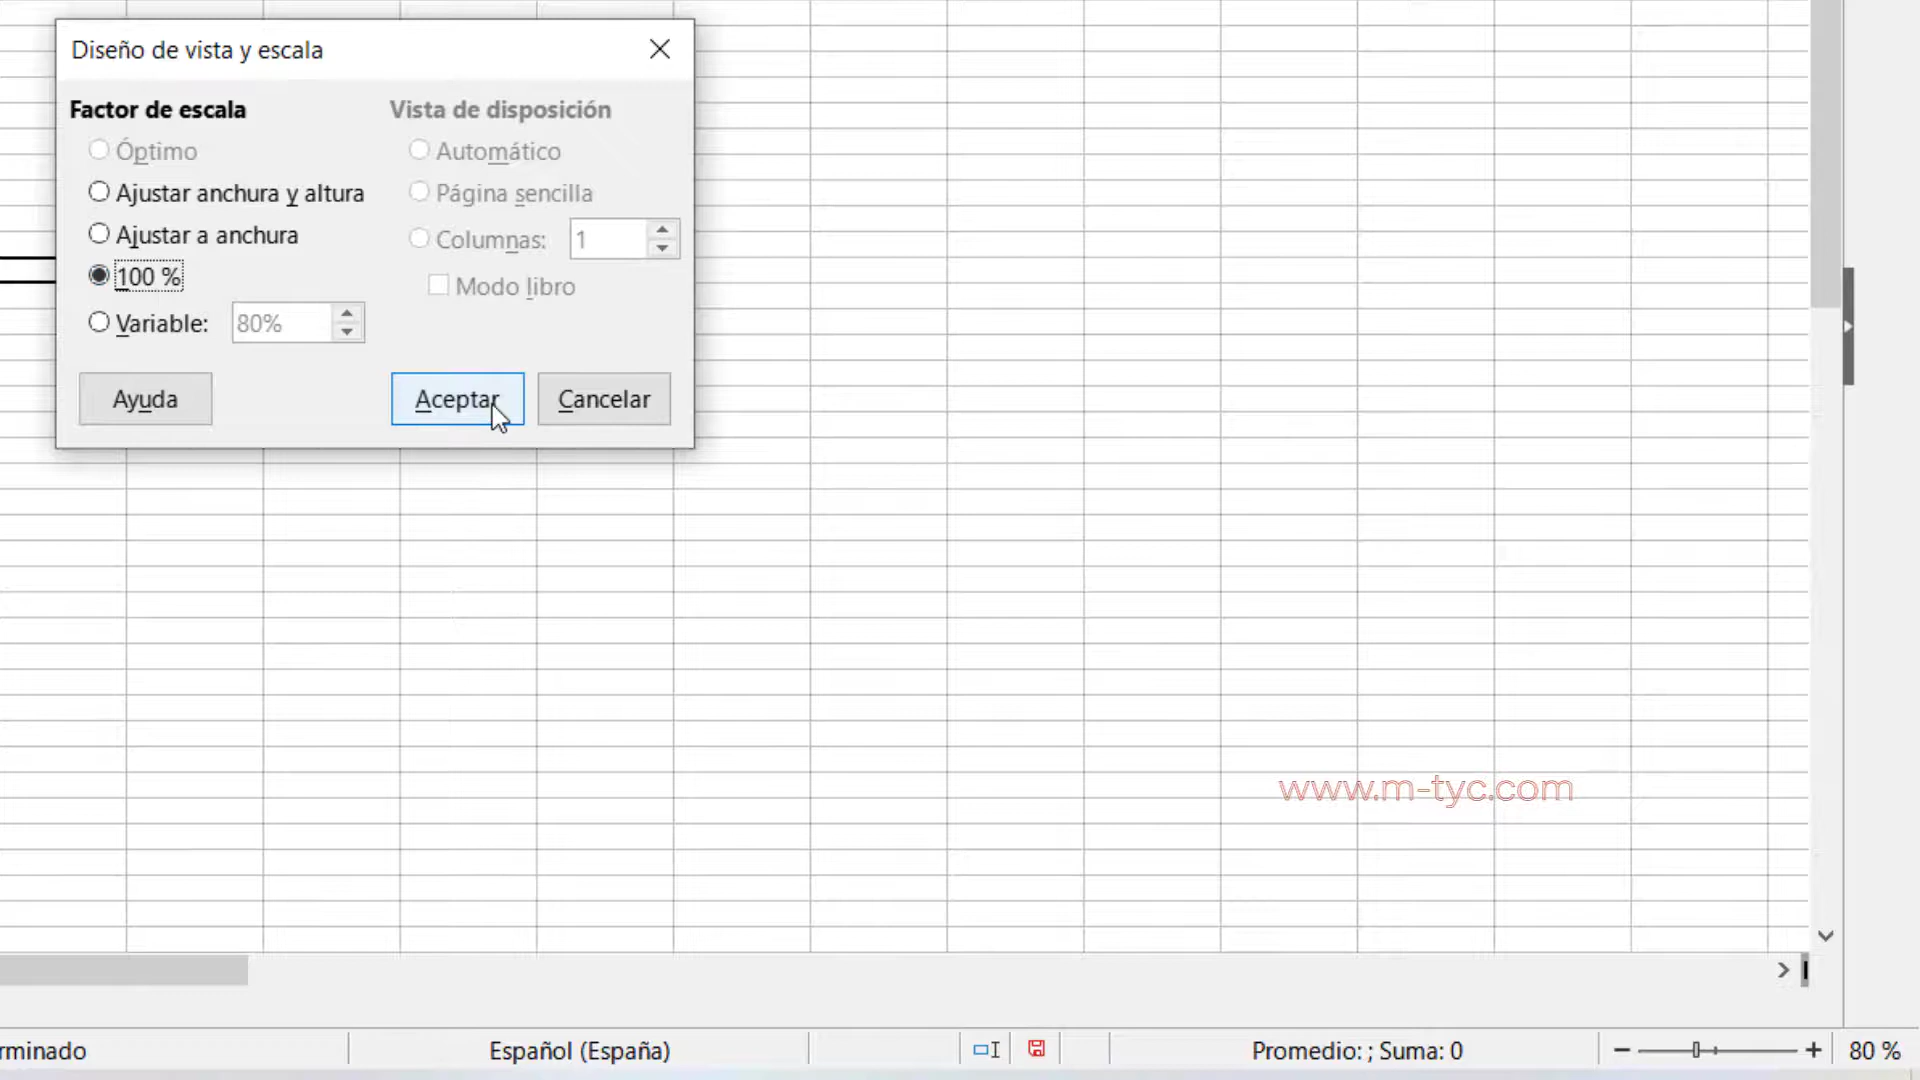 Diseño de vista y escala
Factor de escala
Óptimo
Ajustar anchura y altura
Ajustar a anchura
100 %
Variable: 80%
Vista de disposición
Automático
Página sencilla
Columnas: 1
Modo libro
Ayuda
Aceptar
Cancelar
www.m-tyc.com
rminado
Español (España)
Promedio: ; Suma: 0
80 %